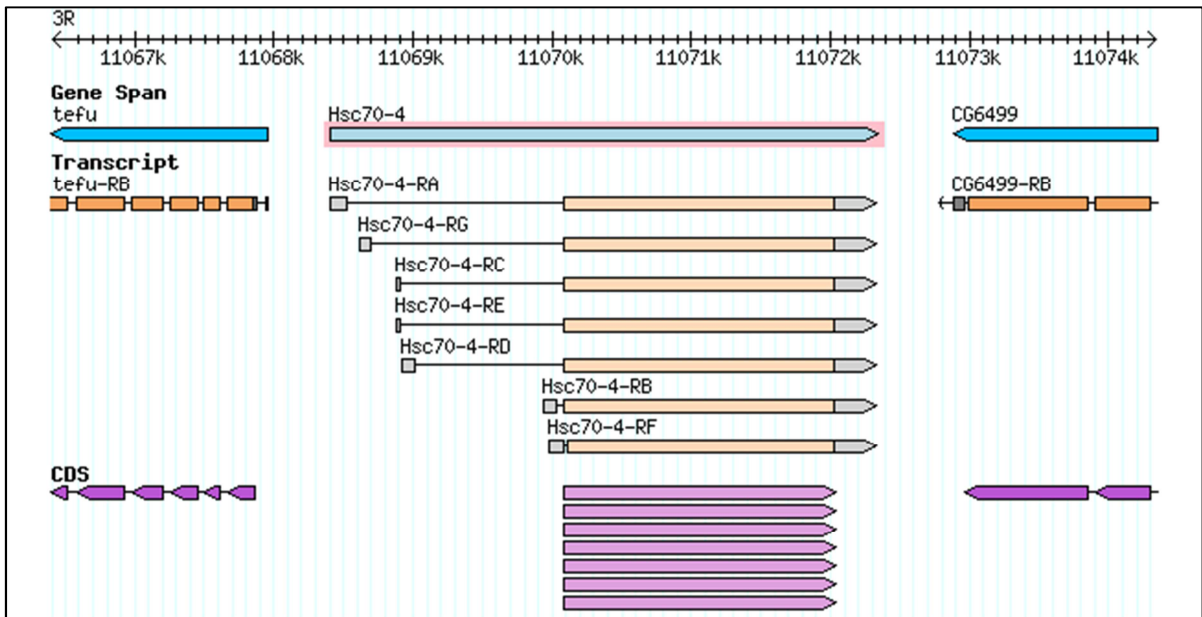 3R
11067k 11068k 11069k 11070k 11071k 11072k 11073k 11074k
Gene Span
tefu Hsc70-4 CG6499
Transcript
tefu-RB Hsc70-4-RA CG6499-RB
Hsc70-4-RG
Hsc70-4-RC
Hsc70-4-RE
Hsc70-4-RD
Hsc70-4-RB
Hsc70-4-RF
CDS